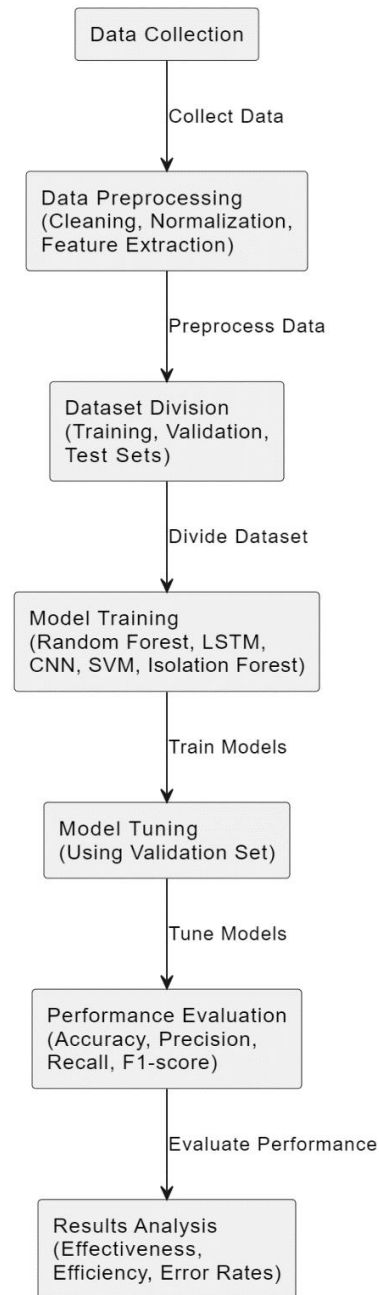 Data Collection
Collect Data
Data Preprocessing
(Cleaning, Normalization,
Feature Extraction)
Preprocess Data
Dataset Division
(Training, Validation,
Test Sets)
Divide Dataset
Model Training
(Random Forest, LSTM,
CNN, SVM, Isolation Forest)
Train Models
Model Tuning
(Using Validation Set)
Tune Models
Performance Evaluation
(Accuracy, Precision,
Recall, F1-score)
Evaluate Performance
Results Analysis
(Effectiveness,
Efficiency, Error Rates)